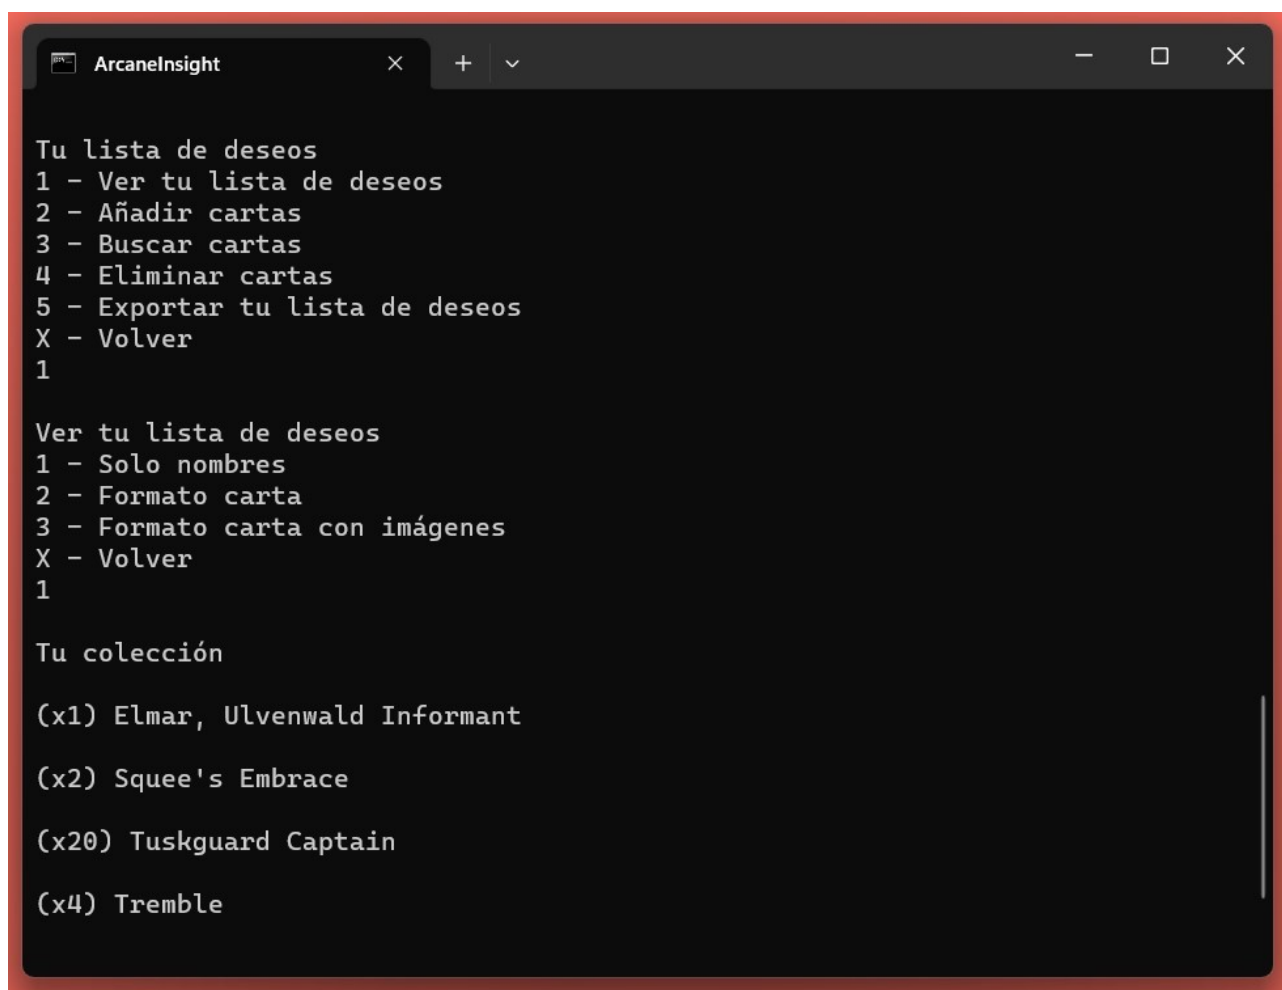 ArcaneInsight
Tu lista de deseos
1 - Ver tu lista de deseos
2 - Añadir cartas
3 - Buscar cartas
4 - Eliminar cartas
5 - Exportar tu lista de deseos
X - Volver
1
Ver tu lista de deseos
1 - Solo nombres
2 - Formato carta
3 - Formato carta con imágenes
X - Volver
1
Tu colección
(x1) Elmar, Ulvenwald Informant
(x2) Squee's Embrace
(x20) Tuskguard Captain
(x4) Tremble